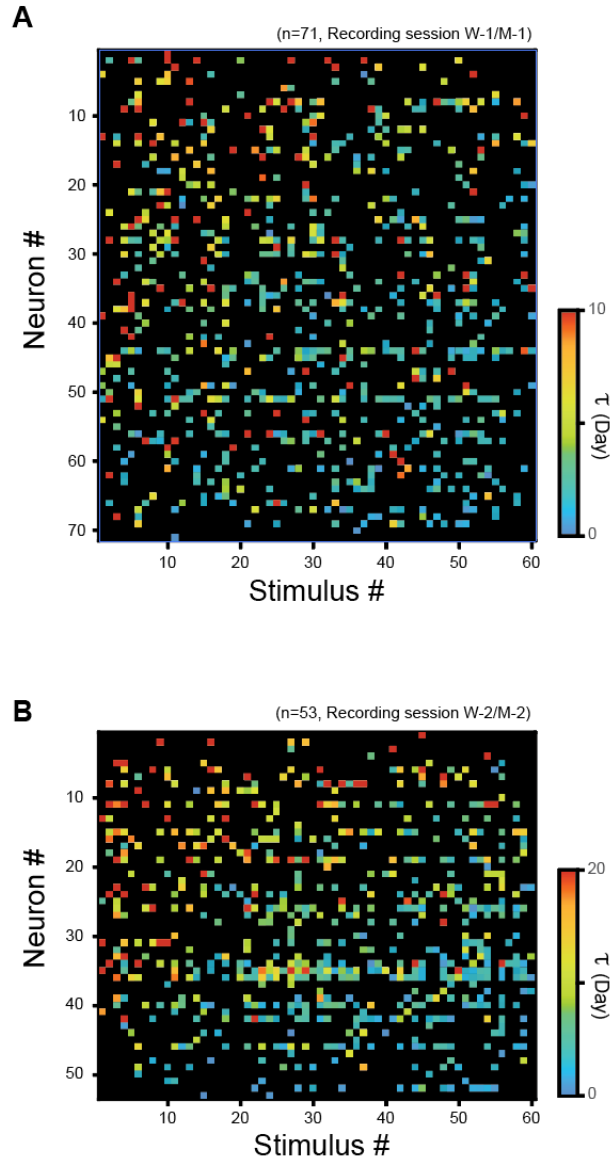 A
(n=71, Recording session W-1/M-1)
10
20
30
40
50
60
70
Neuron #
10 20 30 40 50 60
Stimulus #
10
τ (Day)
0
B
(n=53, Recording session W-2/M-2)
10
20
30
40
50
Neuron #
10 20 30 40 50 60
Stimulus #
20
τ (Day)
0